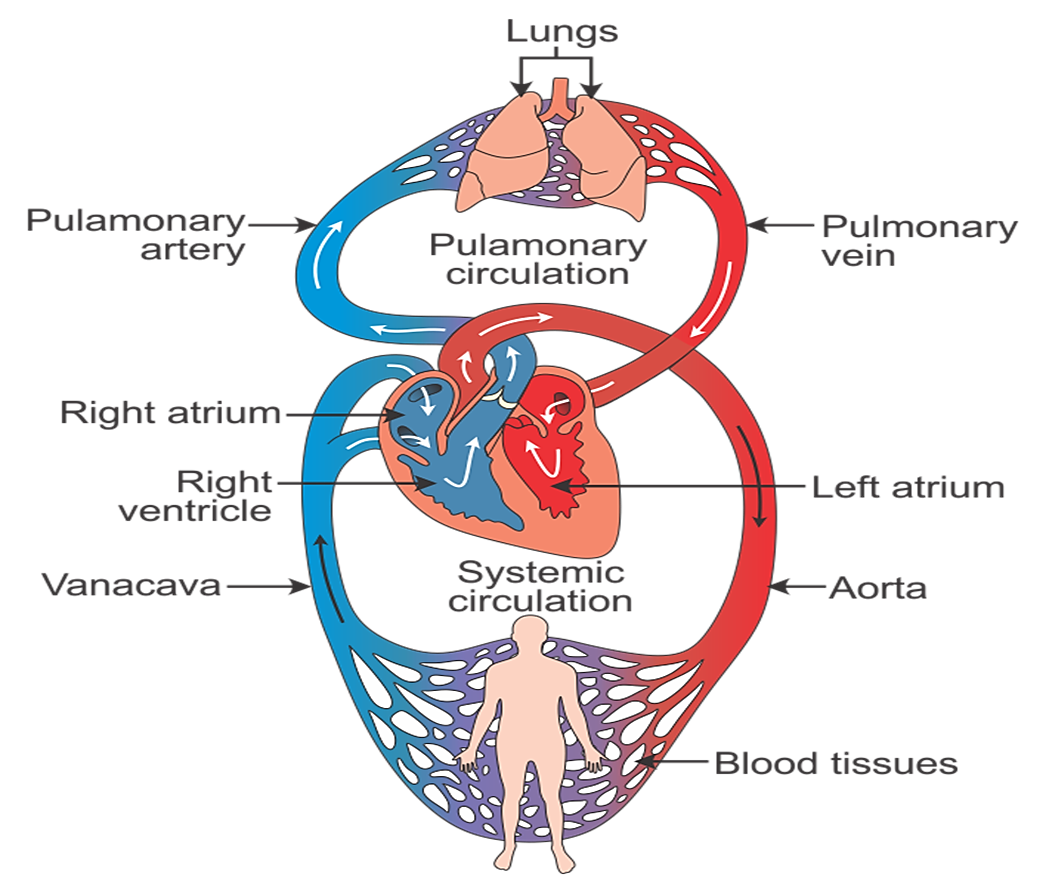 Lungs
Pulamonary
artery
Pulamonary
circulation
Pulmonary
vein
Right atrium
Right
ventricle
Left atrium
Vanacava
Systemic
circulation
Aorta
Blood tissues